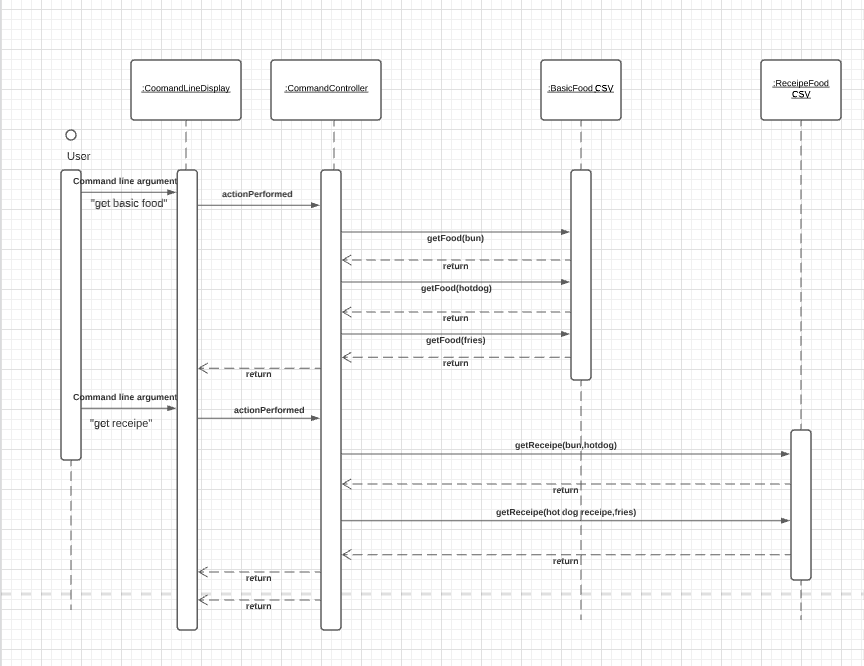 :CoomandLineDisplay
:CommandController
:BasicFood CSV
:ReceipeFood
CSV
User
Command line argument
"get basic food"
actionPerformed
getFood(bun)
return
getFood(hotdog)
return
getFood(fries)
return
return
Command line argument
"get receipe"
actionPerformed
getReceipe(bun,hotdog)
return
getReceipe(hot dog receipe,fries)
return
return
return